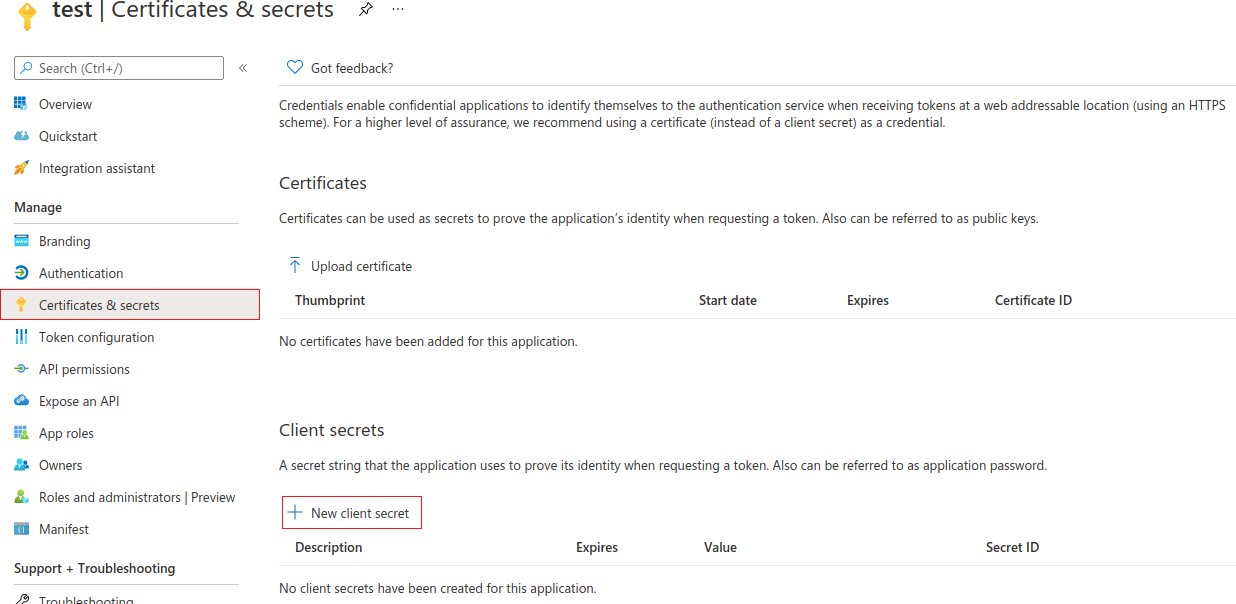 test | Certificates & secrets
Search (Ctrl+/)
«
Overview
Quickstart
Integration assistant
Manage
Branding
Authentication
Certificates & secrets
Token configuration
API permissions
Expose an API
App roles
Owners
Roles and administrators | Preview
Manifest
Support + Troubleshooting
Troubleshooting
Got feedback?
Credentials enable confidential applications to identify themselves to the authentication service when receiving tokens at a web addressable location (using an HTTPS
scheme). For a higher level of assurance, we recommend using a certificate (instead of a client secret) as a credential.
Certificates
Certificates can be used as secrets to prove the application's identity when requesting a token. Also can be referred to as public keys.
Upload certificate
Thumbprint Start date Expires Certificate ID
No certificates have been added for this application.
Client secrets
A secret string that the application uses to prove its identity when requesting a token. Also can be referred to as application password.
New client secret
Description Expires Value Secret ID
No client secrets have been created for this application.